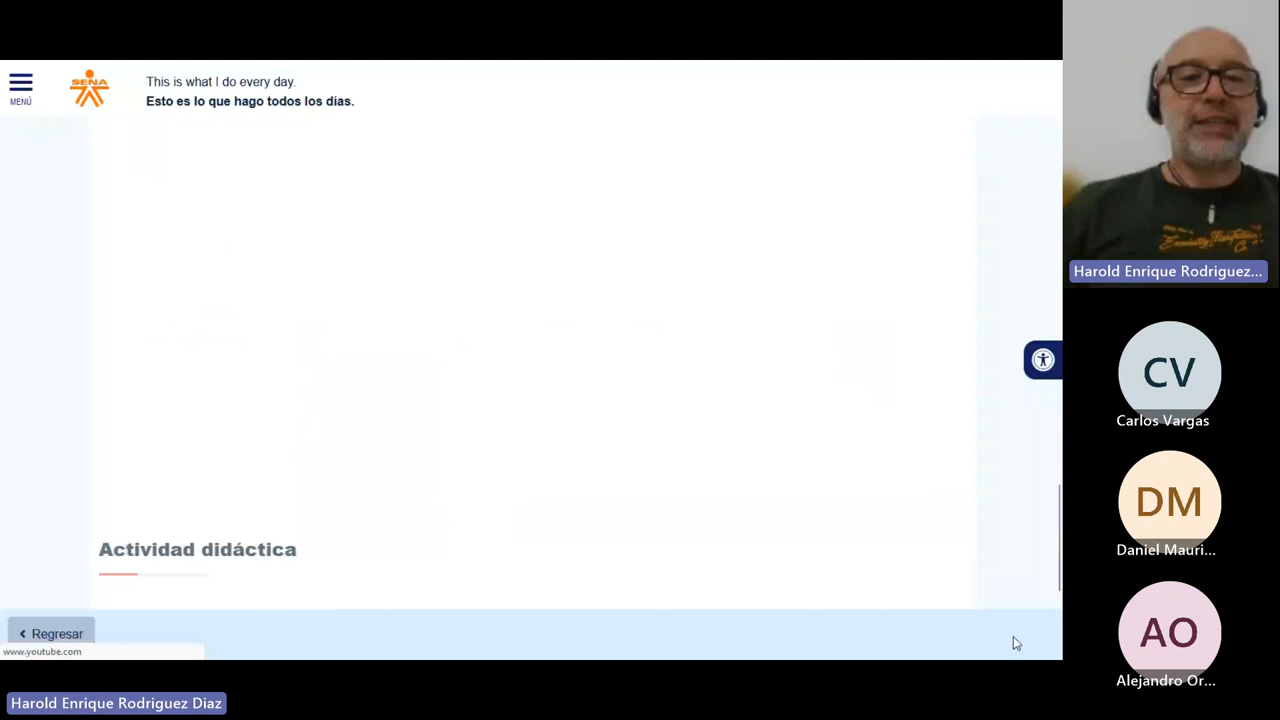 MENÚ
SENA
This is what I do every day.
Esto es lo que hago todos los días.
Actividad didáctica
Regresar
www.youtube.com
Harold Enrique Rodriguez Diaz
Harold Enrique Rodriguez...
CV
Carlos Vargas
DM
Daniel Mauri...
AO
Alejandro Or...